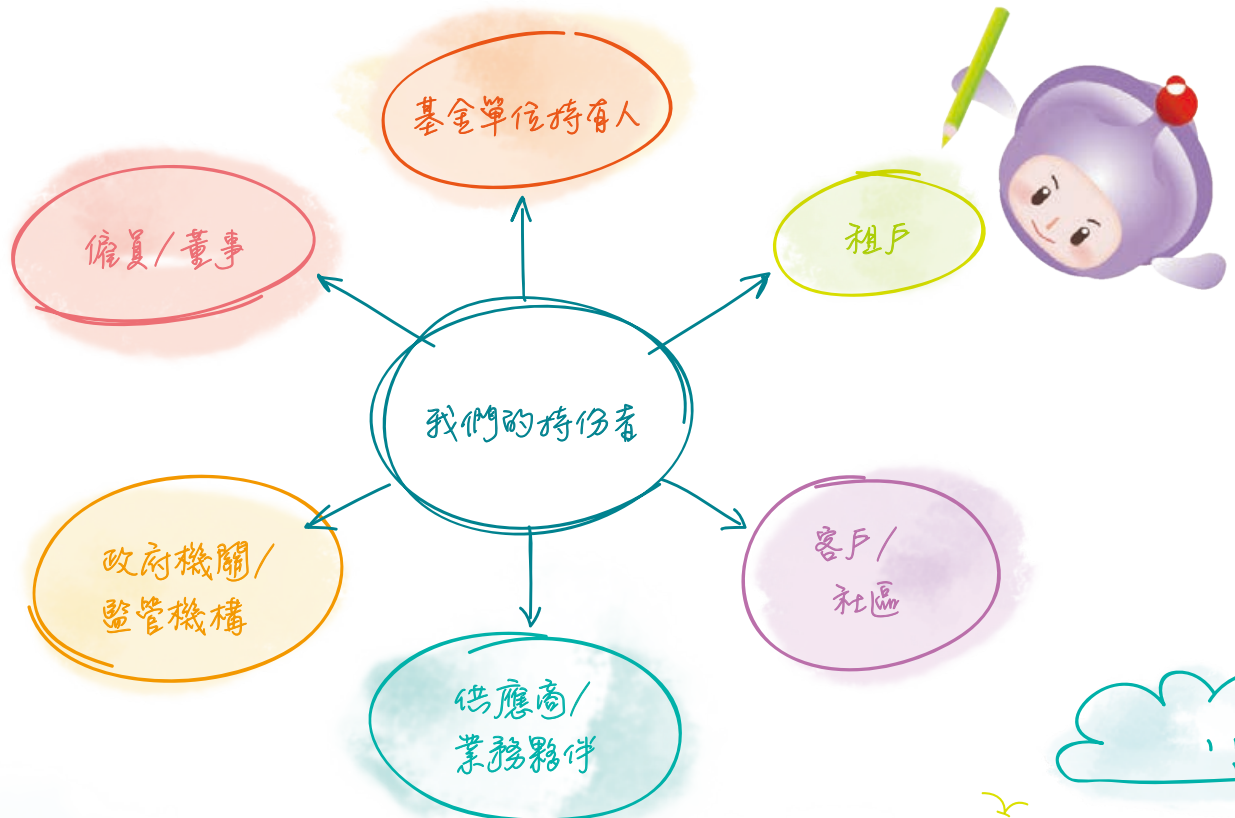 基金單位持有人
僱員/董事
租戶
我們的持份者
政府機關/
監管機構
客戶/
社區
供應商/
業務夥伴